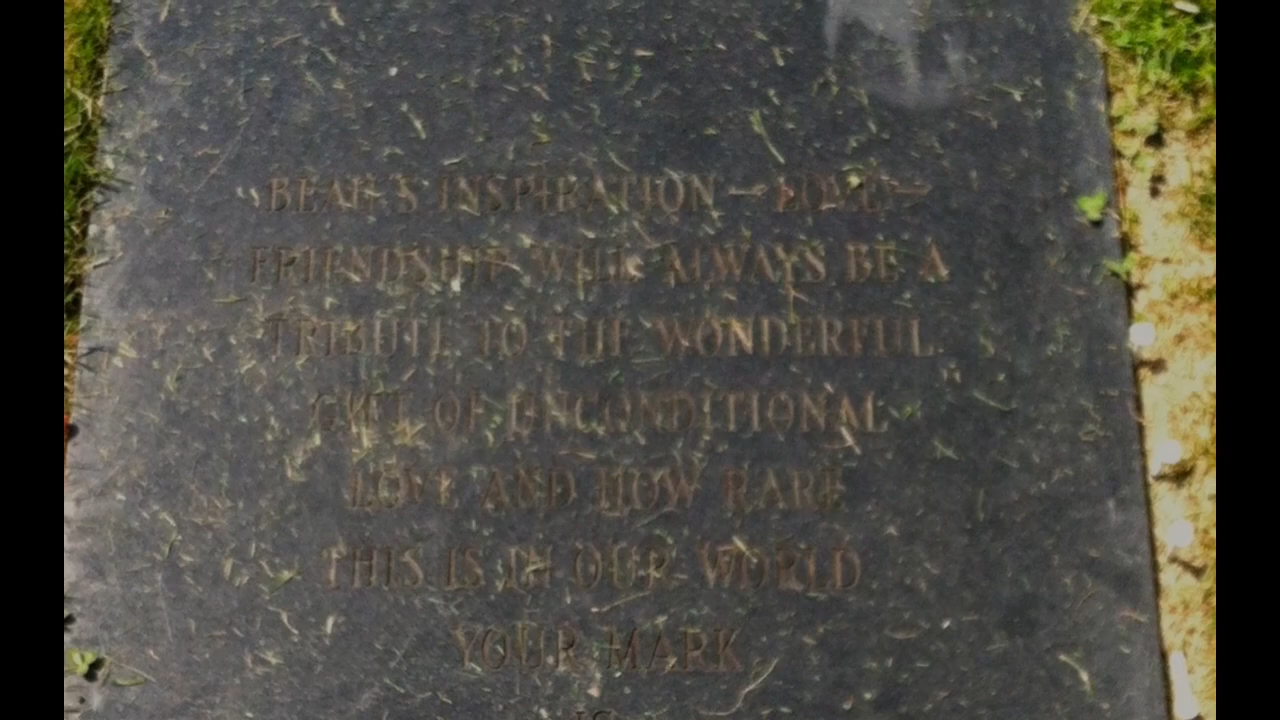 BEAU'S INSPIRATION — LOVE —
FRIENDSHIP WILL ALWAYS BE A
TRIBUTE TO THE WONDERFUL
GIFT OF UNCONDITIONAL
LOVE AND HOW RARE
THIS IS IN OUR WORLD
YOUR MARK